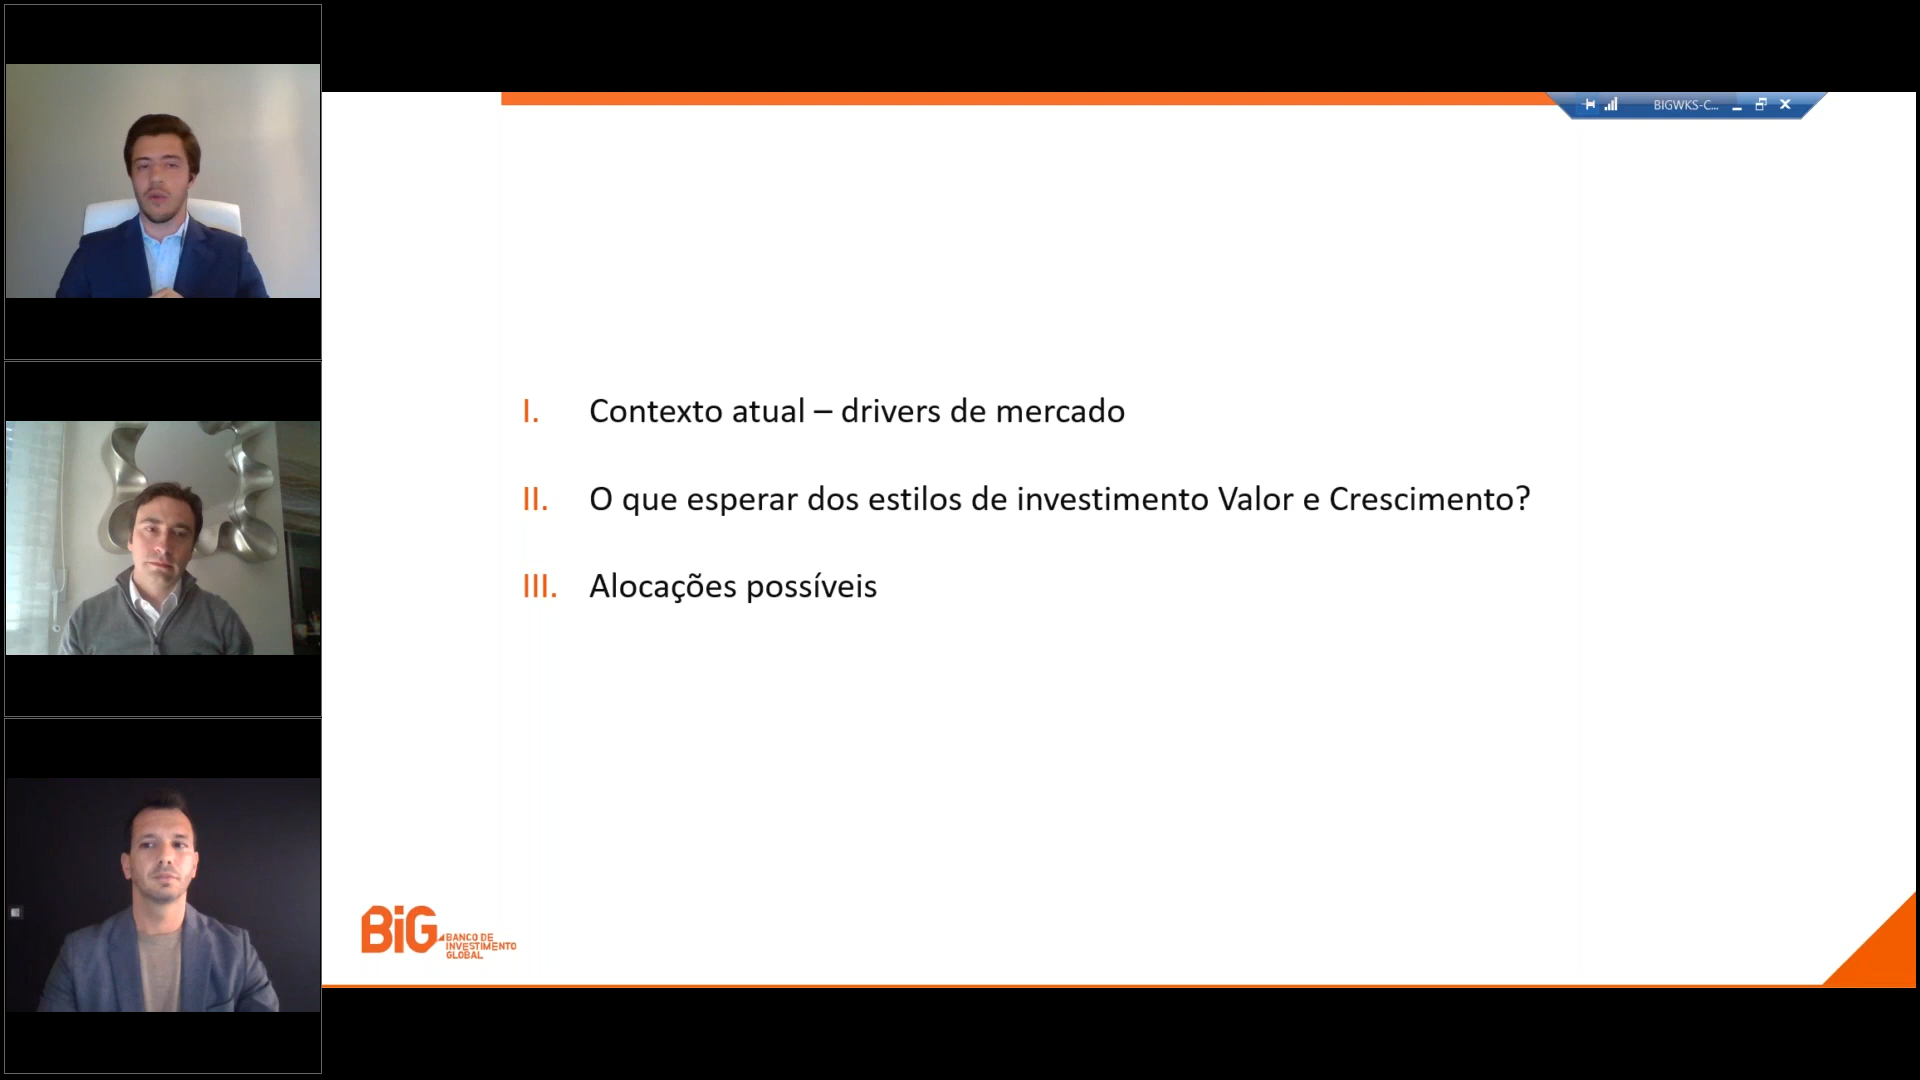 BIGWKS-C...
I. Contexto atual – drivers de mercado
II. O que esperar dos estilos de investimento Valor e Crescimento?
III. Alocações possíveis
BiG
BANCO DE
INVESTIMENTO
GLOBAL